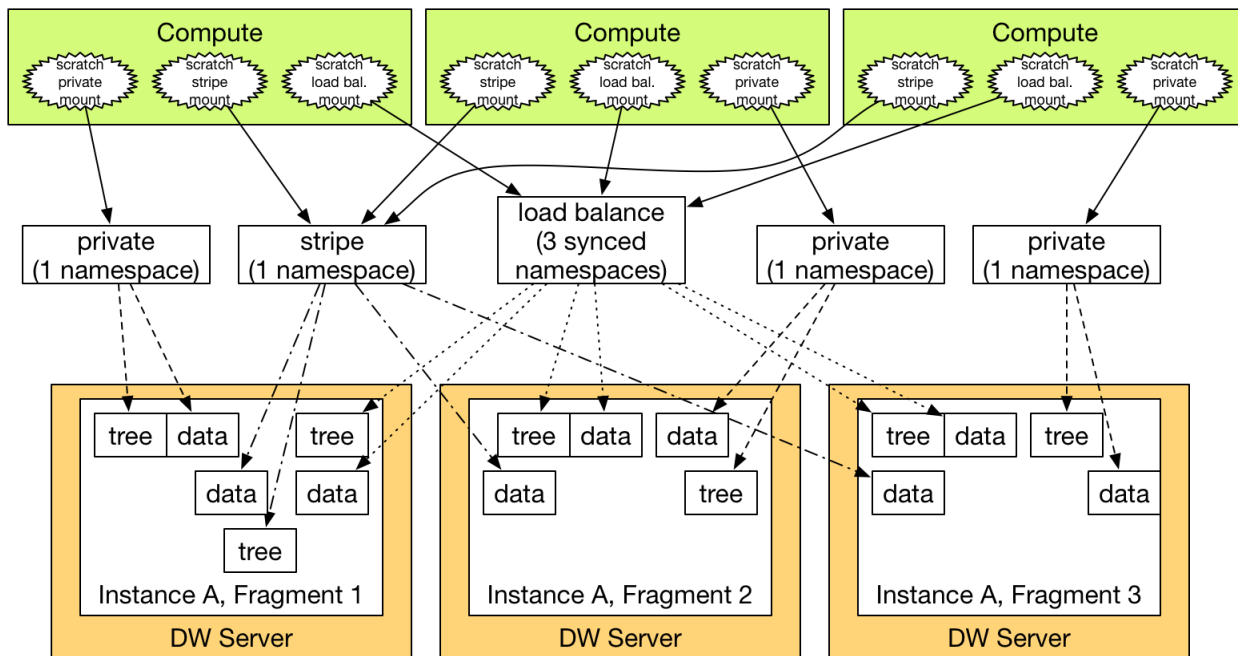 Compute
scratch
private
mount
scratch
stripe
mount
scratch
load bal.
mount
Compute
scratch
stripe
mount
scratch
load bal.
mount
scratch
private
mount
Compute
scratch
stripe
mount
scratch
load bal.
mount
scratch
private
mount
private
(1 namespace)
stripe
(1 namespace)
load balance
(3 synced
namespaces)
private
(1 namespace)
private
(1 namespace)
tree
data
tree
data
data
tree
Instance A, Fragment 1
DW Server
tree
data
data
data
tree
Instance A, Fragment 2
DW Server
tree
data
tree
data
data
Instance A, Fragment 3
DW Server